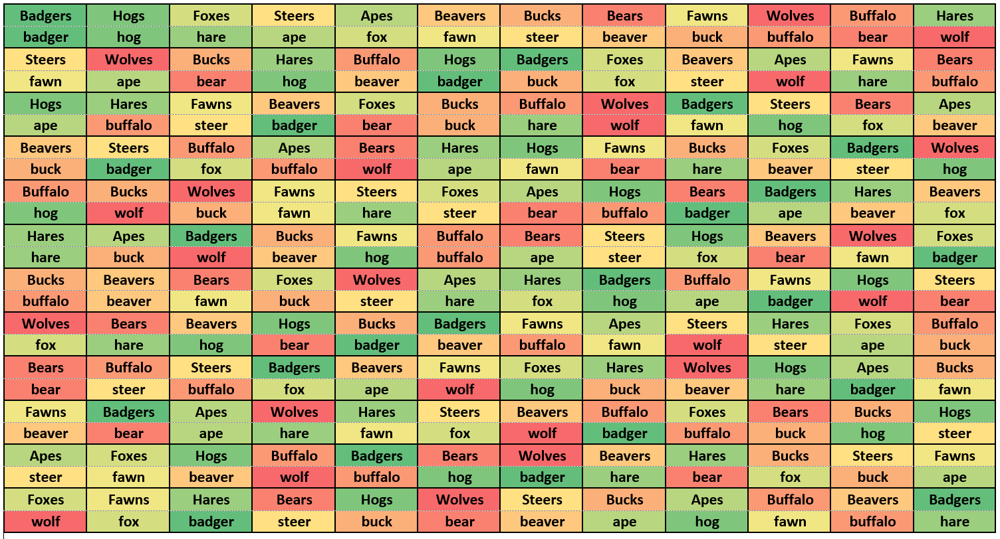 Badgers Hogs Foxes Steers Apes Beavers Bucks Bears Fawns Wolves Buffalo Hares
badger hog hare ape fox fawn steer beaver buck buffalo bear wolf
Steers Wolves Bucks Hares Buffalo Hogs Badgers Foxes Beavers Apes Fawns Bears
fawn ape bear hog beaver badger buck fox steer wolf hare buffalo
Hogs Hares Fawns Beavers Foxes Bucks Buffalo Wolves Badgers Steers Bears Apes
ape buffalo steer badger bear buck hare wolf fawn hog fox beaver
Beavers Steers Buffalo Apes Bears Hares Hogs Fawns Bucks Foxes Badgers Wolves
buck badger fox buffalo wolf ape fawn bear hare beaver steer hog
Buffalo Bucks Wolves Fawns Steers Foxes Apes Hogs Bears Badgers Hares Beavers
hog wolf buck fawn hare steer bear buffalo badger ape beaver fox
Hares Apes Badgers Bucks Fawns Buffalo Bears Steers Hogs Beavers Wolves Foxes
hare buck wolf beaver hog buffalo ape steer fox bear fawn badger
Bucks Beavers Bears Foxes Wolves Apes Hares Badgers Buffalo Fawns Hogs Steers
buffalo beaver fawn buck steer hare fox hog ape badger wolf bear
Wolves Bears Beavers Hogs Bucks Badgers Fawns Apes Steers Hares Foxes Buffalo
fox hare hog bear badger beaver buffalo fawn wolf steer ape buck
Bears Buffalo Steers Badgers Beavers Fawns Foxes Hares Wolves Hogs Apes Bucks
bear steer buffalo fox ape wolf hog buck beaver hare badger fawn
Fawns Badgers Apes Wolves Hares Steers Beavers Buffalo Foxes Bears Bucks Hogs
beaver bear ape hare fawn fox wolf badger buffalo buck hog steer
Apes Foxes Hogs Buffalo Badgers Bears Wolves Beavers Hares Bucks Steers Fawns
steer fawn beaver wolf buffalo hog badger hare bear fox buck ape
Foxes Fawns Hares Bears Hogs Wolves Steers Bucks Apes Buffalo Beavers Badgers
wolf fox badger steer buck bear beaver ape hog fawn buffalo hare